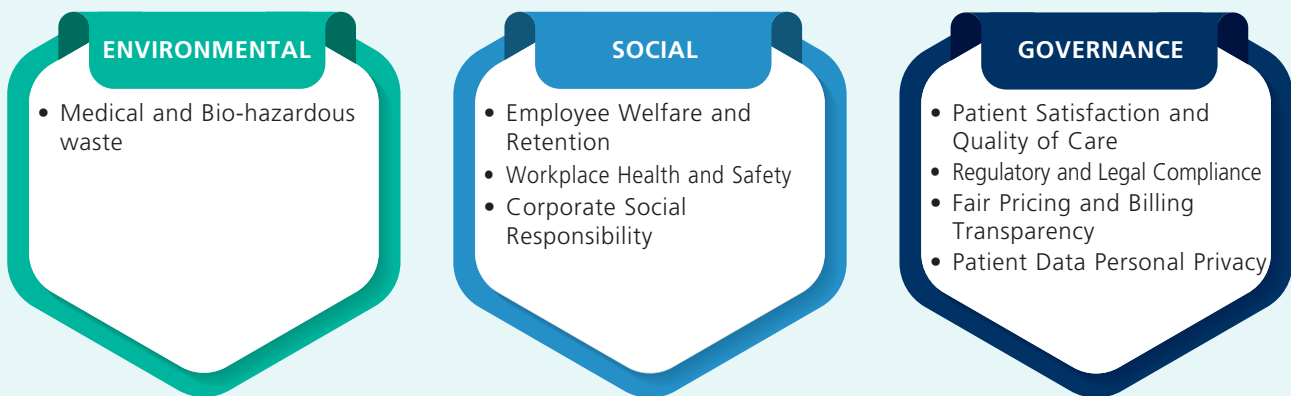 ENVIRONMENTAL
• Medical and Bio-hazardous
waste
SOCIAL
• Employee Welfare and
Retention
• Workplace Health and Safety
• Corporate Social
Responsibility
GOVERNANCE
• Patient Satisfaction and
Quality of Care
• Regulatory and Legal Compliance
• Fair Pricing and Billing
Transparency
• Patient Data Personal Privacy